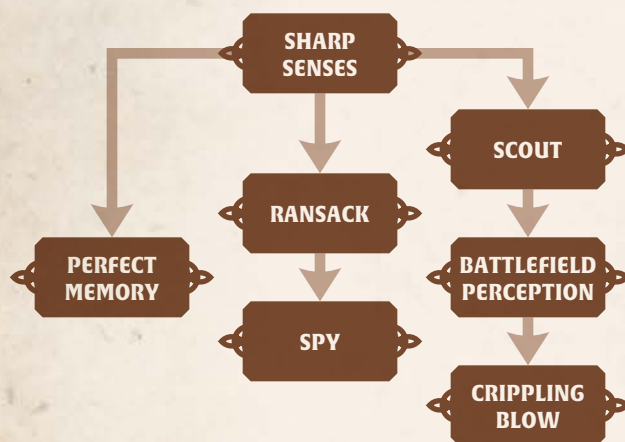 SHARP
SENSES
SCOUT
RANSACK
PERFECT
MEMORY
BATTLEFIELD
PERCEPTION
SPY
CRIPPLING
BLOW